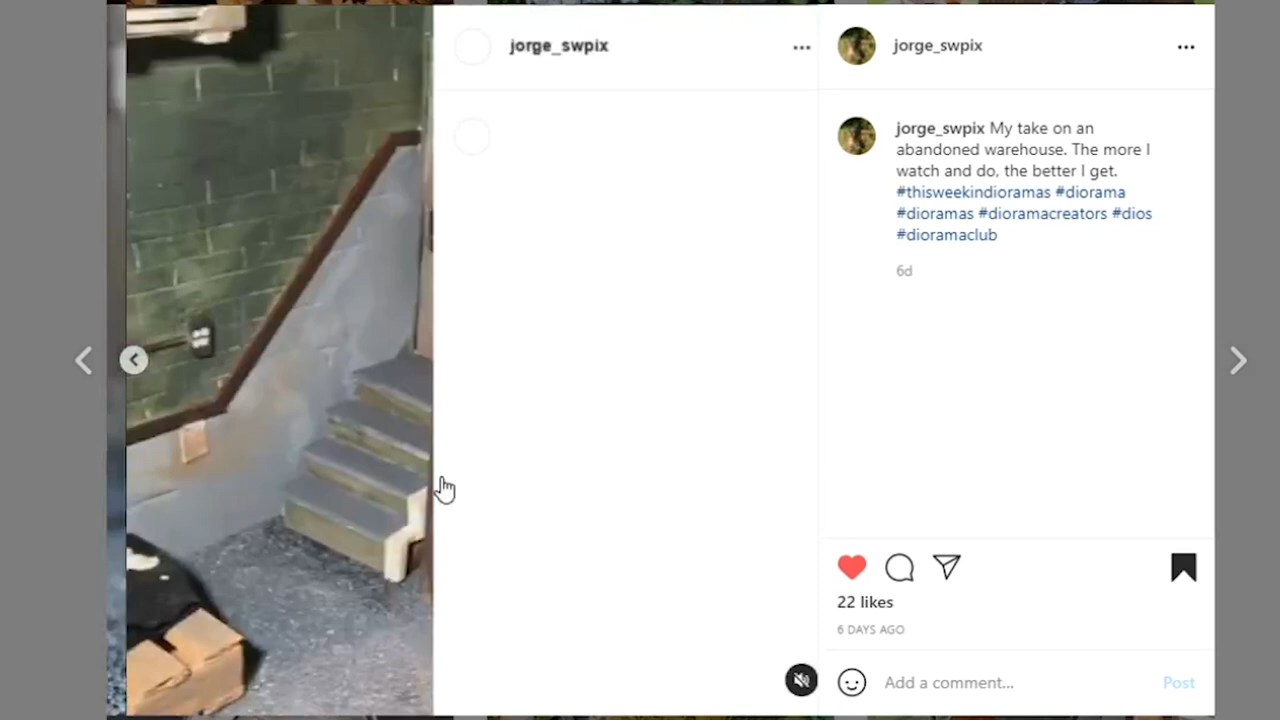 jorge_swpix
jorge_swpix
jorge_swpix My take on an
abandoned warehouse. The more I
watch and do, the better I get.
#thisweekindioramas #diorama
#dioramas #dioramacreators #dios
#dioramaclub
6d
22 likes
6 DAYS AGO
Add a comment... Post